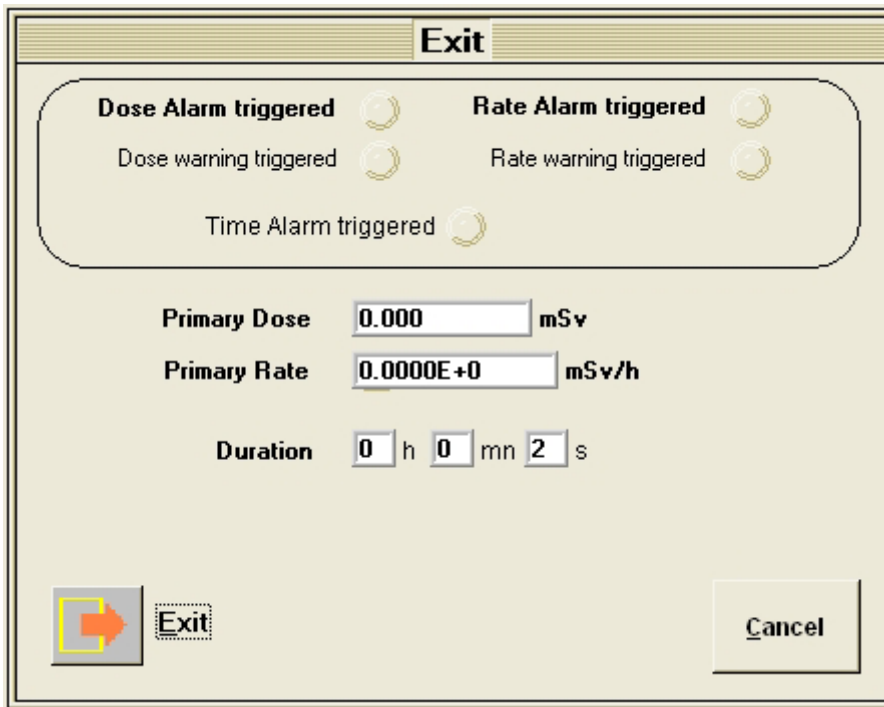 Exit
Dose Alarm triggered Rate Alarm triggered
Dose warning triggered Rate warning triggered
Time Alarm triggered
Primary Dose 0.000 mSv
Primary Rate 0.0000E+0 mSv/h
Duration 0 h 0 mn 2 s
Exit Cancel